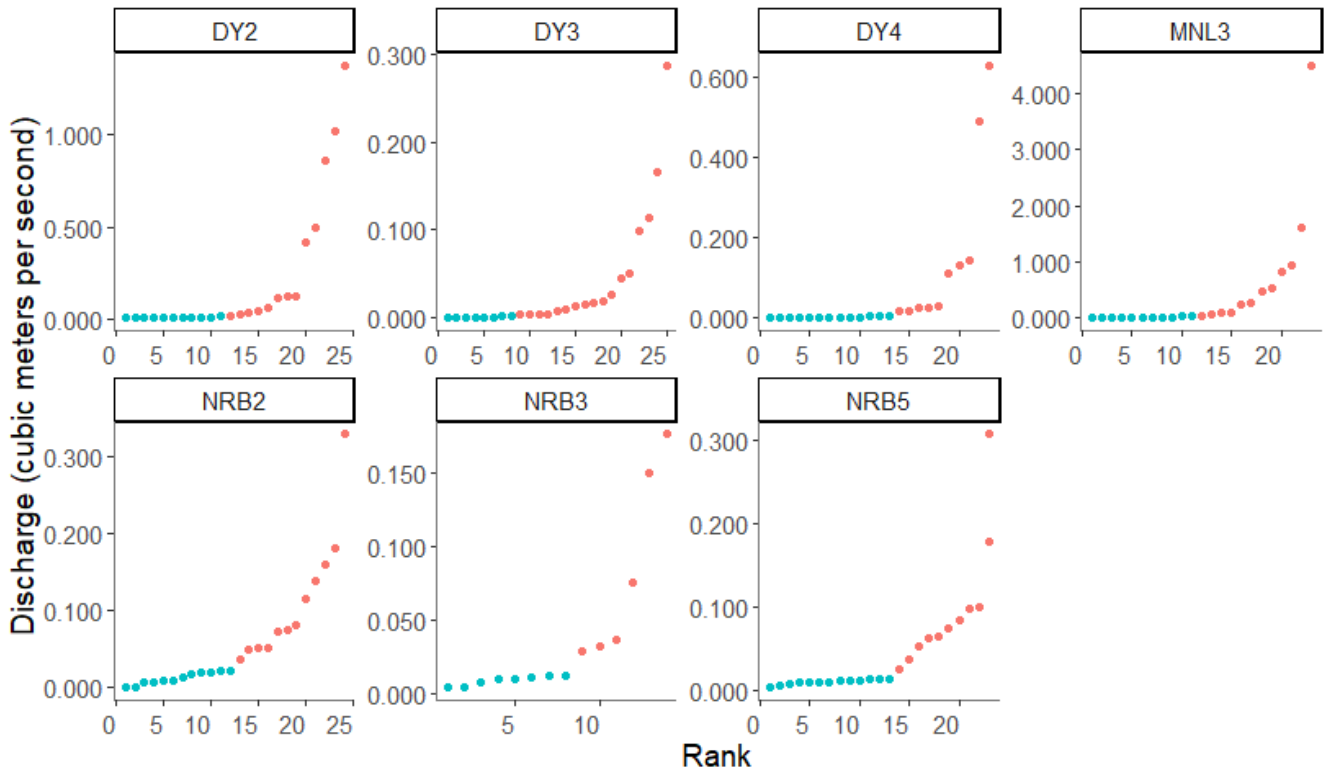 DY2 DY3 DY4 MNL3
Discharge (cubic meters per second)
1.000
0.500
0.000
0 5 10 15 20 25
0.300
0.200
0.100
0.000
0 5 10 15 20 25
0.600
0.400
0.200
0.000
0 5 10 15 20
4.000
3.000
2.000
1.000
0.000
0 5 10 15 20
NRB2 NRB3 NRB5
0.300
0.200
0.100
0.000
0 5 10 15 20 25
0.150
0.100
0.050
0.000
5 10
0.300
0.200
0.100
0.000
0 5 10 15 20
Rank